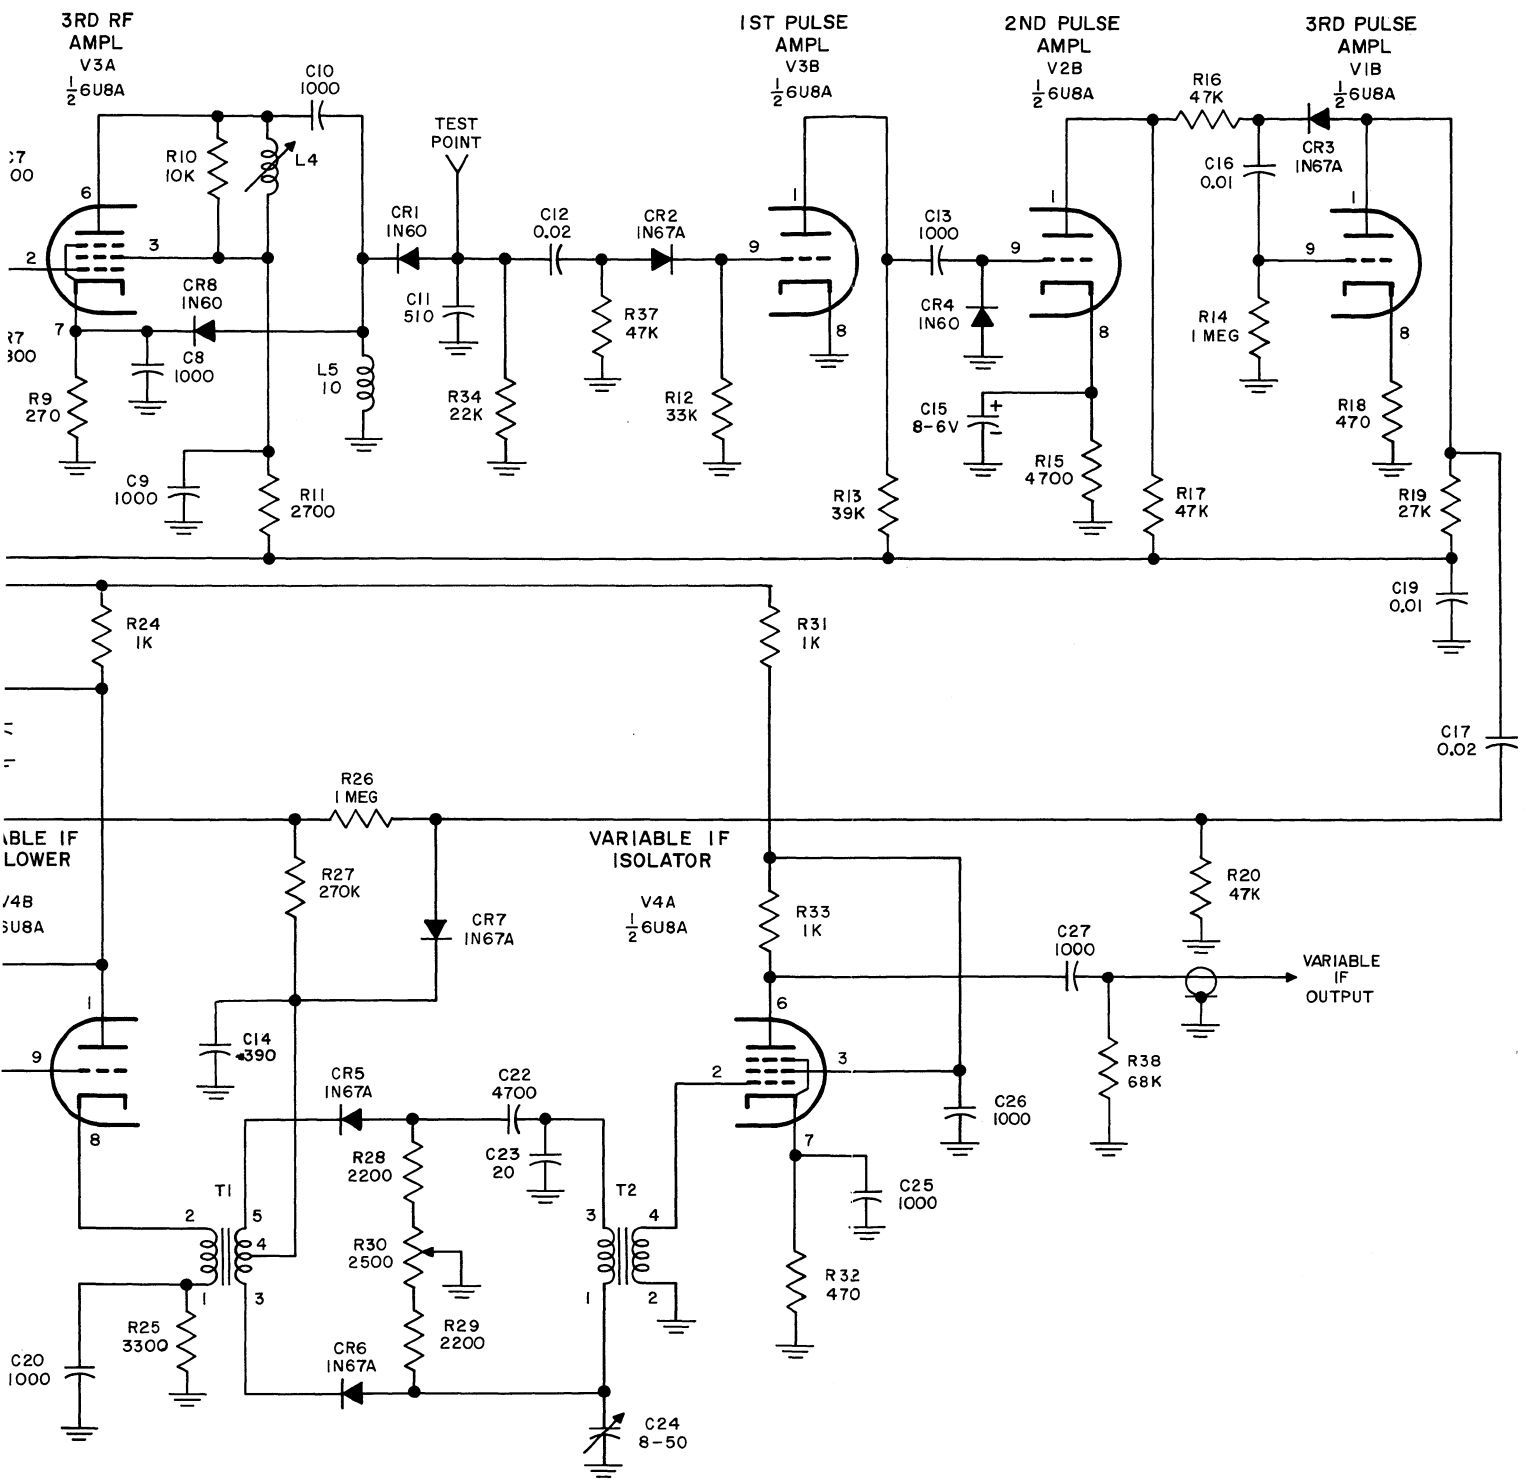 3RD RF
AMPL
V3A
1/2 6U8A
C10
1000
TEST
POINT
1ST PULSE
AMPL
V3B
1/2 6U8A
2ND PULSE
AMPL
V2B
1/2 6U8A
3RD PULSE
AMPL
V1B
1/2 6U8A
R16
47K
C7
00
R10
10K
L4
6
3
2
7
CR8
1N60
CR1
1N60
C12
0.02
CR2
1N67A
9
1
8
C13
1000
9
1
8
C16
0.01
CR3
1N67A
1
9
8
R7
300
R9
270
C8
1000
L5
10
C11
510
R37
47K
R34
22K
R12
33K
CR4
1N60
C15
8-6V
+
−
R14
1 MEG
R18
470
C9
1000
R11
2700
R13
39K
R15
4700
R17
47K
R19
27K
R24
1K
R31
1K
C19
0.01
C17
0.02
R26
1 MEG
ABLE IF
LOWER
V4B
6U8A
R27
270K
CR7
1N67A
VARIABLE IF
ISOLATOR
V4A
1/2 6U8A
R33
1K
R20
47K
C27
1000
VARIABLE
IF
OUTPUT
1
9
8
C14
390
6
3
2
7
R38
68K
CR5
1N67A
C22
4700
C26
1000
R28
2200
C23
20
C25
1000
T1
2
5
4
1
3
R30
2500
T2
3
4
1
2
R32
470
R25
3300
R29
2200
C20
1000
CR6
1N67A
C24
8-50